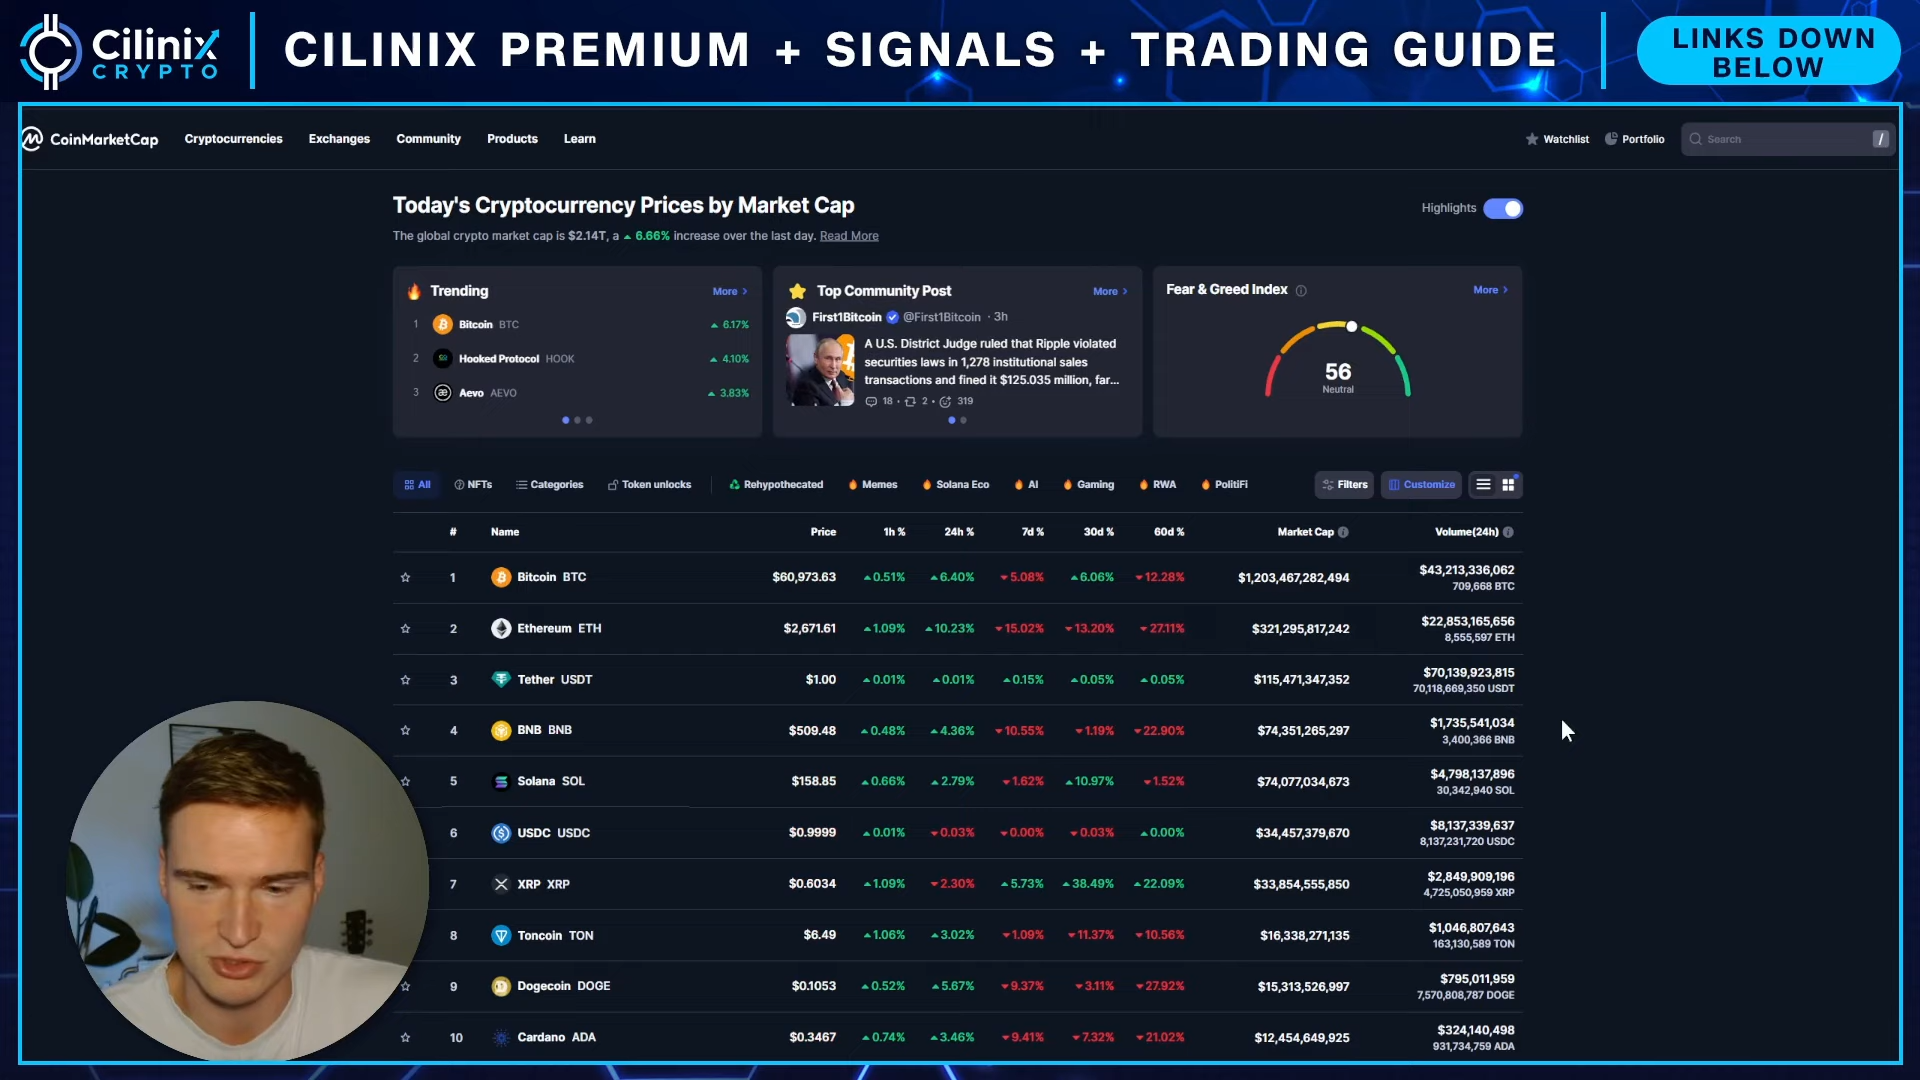 Cilinix CRYPTO
CILINIX PREMIUM + SIGNALS + TRADING GUIDE
LINKS DOWN
BELOW
CoinMarketCap Cryptocurrencies Exchanges Community Products Learn Watchlist Portfolio Search /
Today's Cryptocurrency Prices by Market Cap
Highlights
The global crypto market cap is $2.14T, a 6.66% increase over the last day. Read More
Trending More
1 Bitcoin BTC 6.17%
2 Hooked Protocol HOOK 4.10%
3 Aevo AEVO 3.83%
Top Community Post More
First1Bitcoin @First1Bitcoin · 3h
A U.S. District Judge ruled that Ripple violated
securities laws in 1,278 institutional sales
transactions and fined it $125.035 million, far...
18 • 2 • 319
Fear & Greed Index More
56
Neutral
All NFTs Categories Token unlocks Rehypothecated Memes Solana Eco AI Gaming RWA PolitiFi Filters Customize
# Name Price 1h % 24h % 7d % 30d % 60d % Market Cap Volume(24h)
1 Bitcoin BTC $60,973.63 0.51% 6.40% 5.08% 6.06% 12.28% $1,203,467,282,494 $43,213,336,062
709,668 BTC
2 Ethereum ETH $2,671.61 1.09% 10.23% 15.02% 13.20% 27.11% $321,295,817,242 $22,853,165,656
8,555,597 ETH
3 Tether USDT $1.00 0.01% 0.01% 0.15% 0.05% 0.05% $115,471,347,352 $70,139,923,815
70,118,669,350 USDT
4 BNB BNB $509.48 0.48% 4.36% 10.55% 1.19% 22.90% $74,351,265,297 $1,735,541,034
3,400,366 BNB
5 Solana SOL $158.85 0.66% 2.79% 1.62% 10.97% 1.52% $74,077,034,673 $4,798,137,896
30,342,940 SOL
6 USDC USDC $0.9999 0.01% 0.03% 0.00% 0.03% 0.00% $34,457,379,670 $8,137,339,637
8,137,231,720 USDC
7 XRP XRP $0.6034 1.09% 2.30% 5.73% 38.49% 22.09% $33,854,555,850 $2,849,909,196
4,725,050,959 XRP
8 Toncoin TON $6.49 1.06% 3.02% 1.09% 11.37% 10.56% $16,338,271,135 $1,046,807,643
163,130,589 TON
9 Dogecoin DOGE $0.1053 0.52% 5.67% 9.37% 3.11% 27.92% $15,313,526,997 $795,011,959
7,570,808,787 DOGE
10 Cardano ADA $0.3467 0.74% 3.46% 9.41% 7.32% 21.02% $12,454,649,925 $324,140,498
931,734,759 ADA